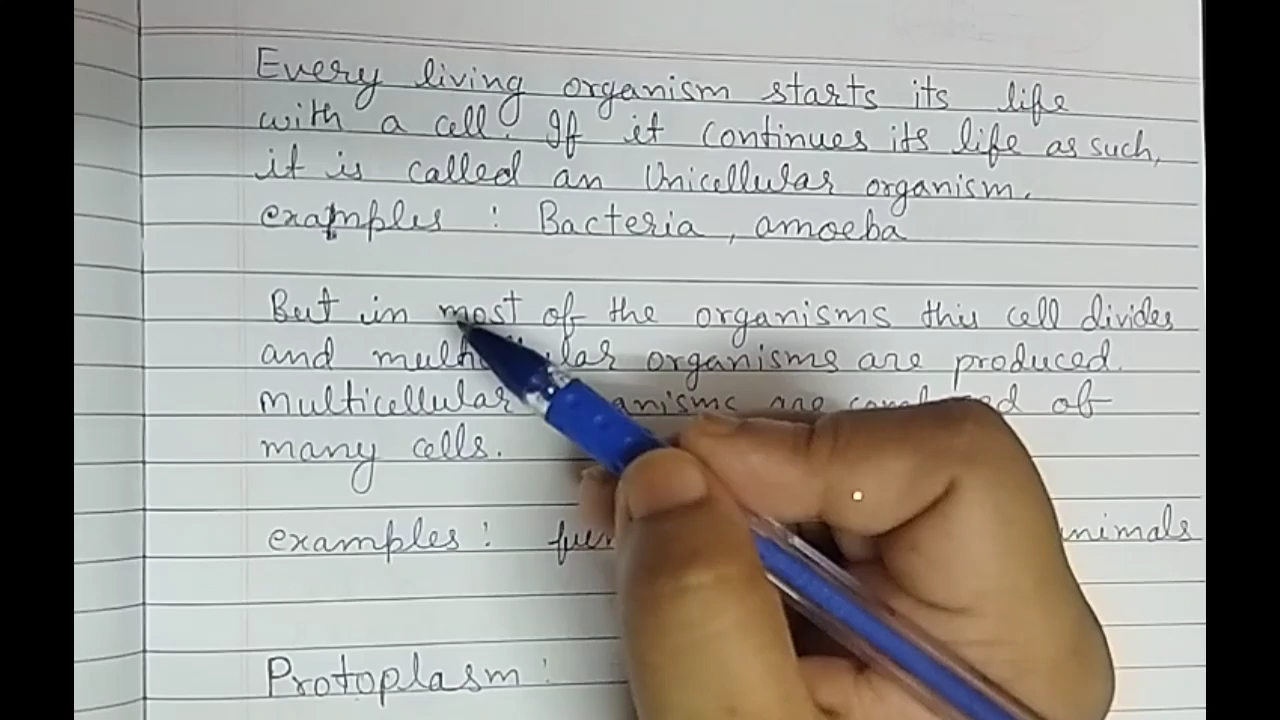 Every living organism starts its life
with a cell. If it continues its life as such,
it is called an Unicellular organism.
examples : Bacteria, amoeba
But in most of the organisms this cell divides
and organisms are produced.
multicellular are of
many cells.
examples :
Protoplasm :